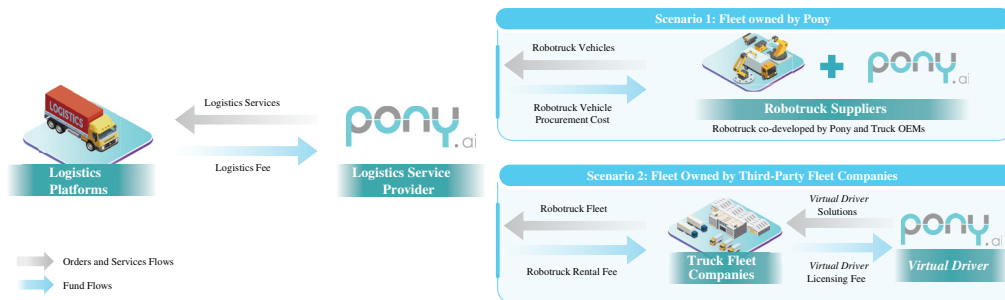 LOGISTICS
Logistics
Platforms
Logistics Services
Logistics Fee
pony.ai
Logistics Service
Provider
Orders and Services Flows
Fund Flows
Scenario 1: Fleet owned by Pony
Robotruck Vehicles
Robotruck Vehicle
Procurement Cost
pony.ai
Robotruck Suppliers
Robotruck co-developed by Pony and Truck OEMs
Scenario 2: Fleet Owned by Third-Party Fleet Companies
Robotruck Fleet
Robotruck Rental Fee
Truck Fleet
Companies
Virtual Driver
Solutions
Virtual Driver
Licensing Fee
pony.ai
Virtual Driver